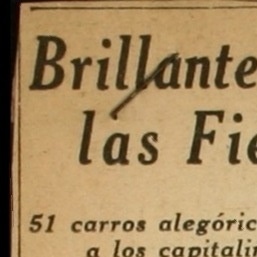 Brillante
las Fie
51 carros alegóric
a los capitalin